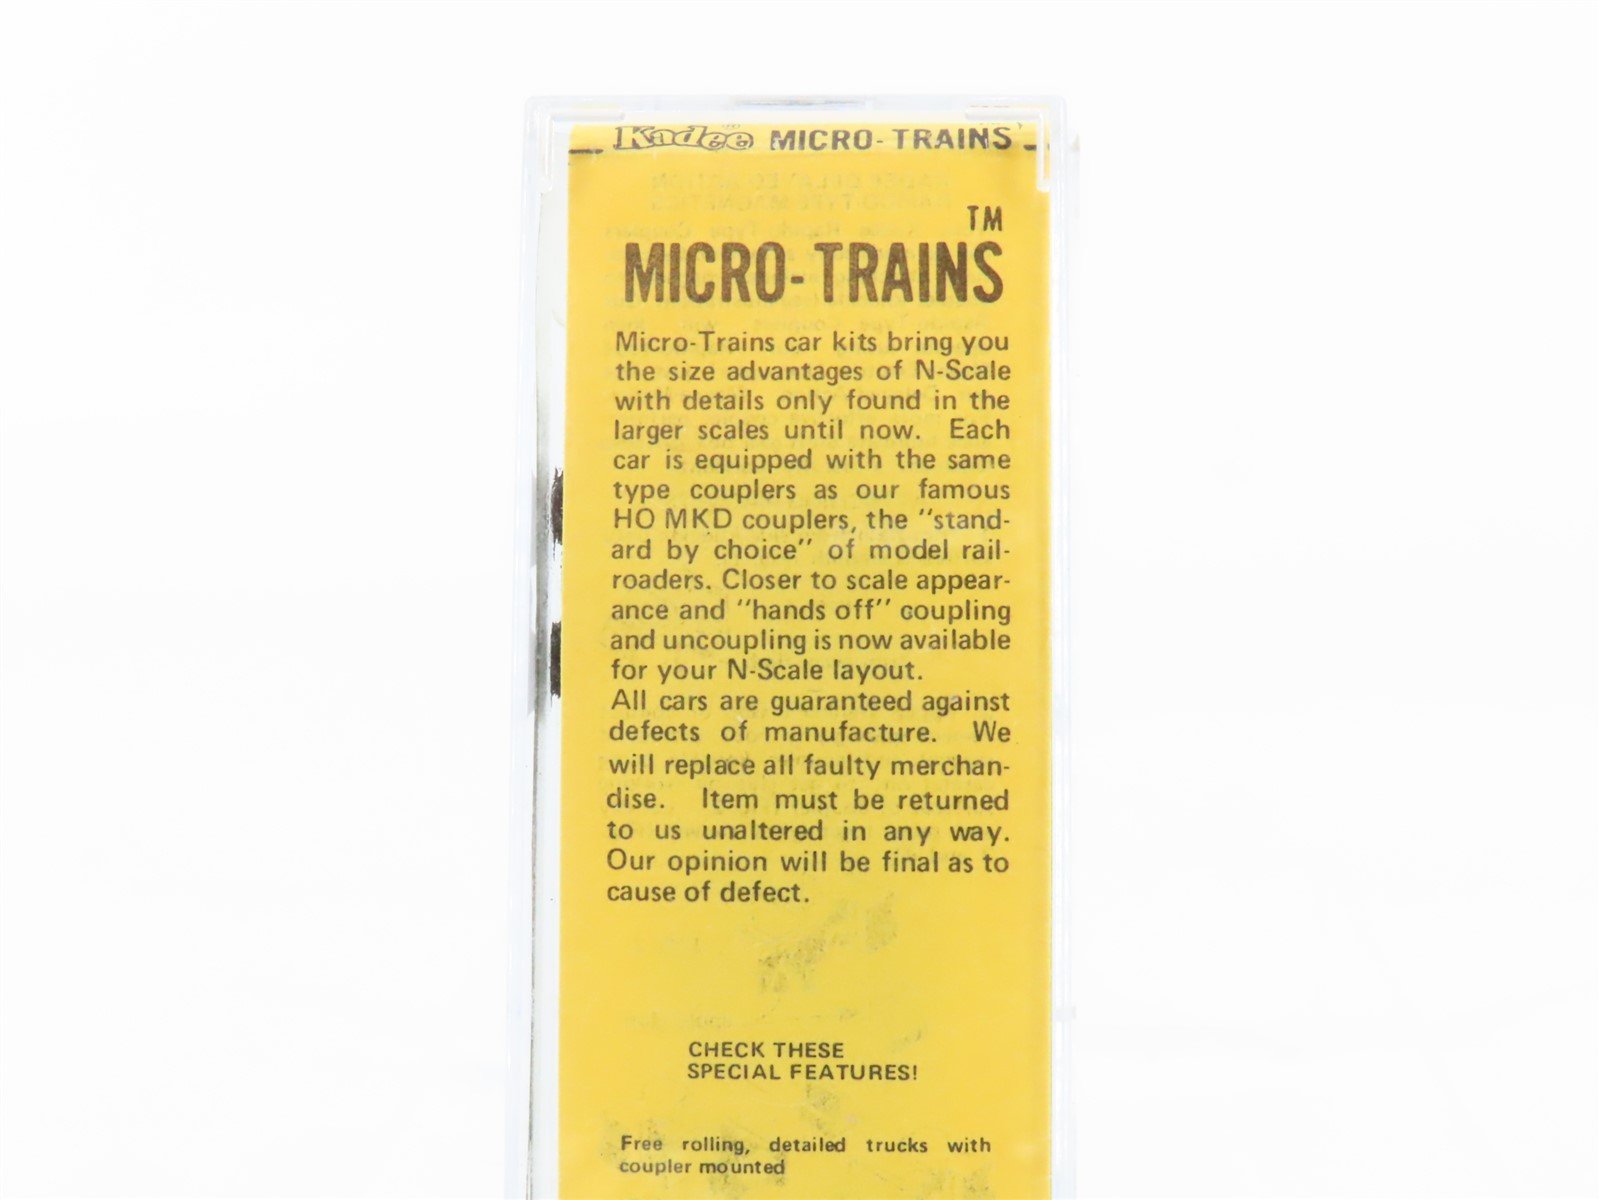 Kadee MICRO-TRAINS
TM
MICRO-TRAINS
Micro-Trains car kits bring you
the size advantages of N-Scale
with details only found in the
larger scales until now. Each
car is equipped with the same
type couplers as our famous
HO MKD couplers, the "stand-
ard by choice" of model rail-
roaders. Closer to scale appear-
ance and "hands off" coupling
and uncoupling is now available
for your N-Scale layout.
All cars are guaranteed against
defects of manufacture. We
will replace all faulty merchan-
dise. Item must be returned
to us unaltered in any way.
Our opinion will be final as to
cause of defect.
CHECK THESE
SPECIAL FEATURES!
Free rolling, detailed trucks with
coupler mounted